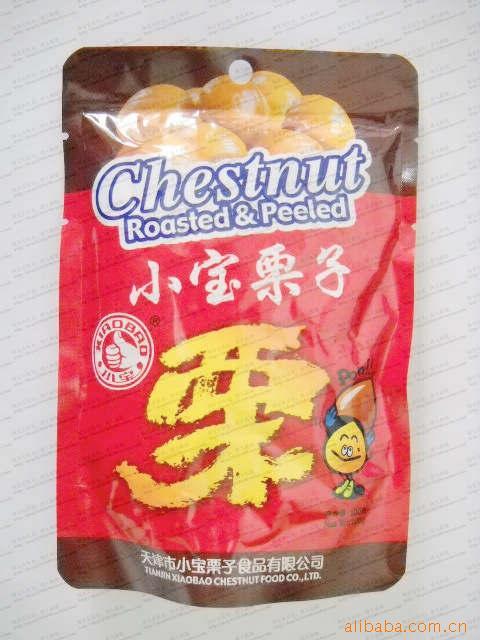 Chestnut
Roasted & Peeled
小宝栗子
XIAOBAO
®
小宝
栗
天津市小宝栗子食品有限公司
TIANJIN XIAOBAO CHESTNUT FOOD CO.,LTD.
alibaba.com.cn